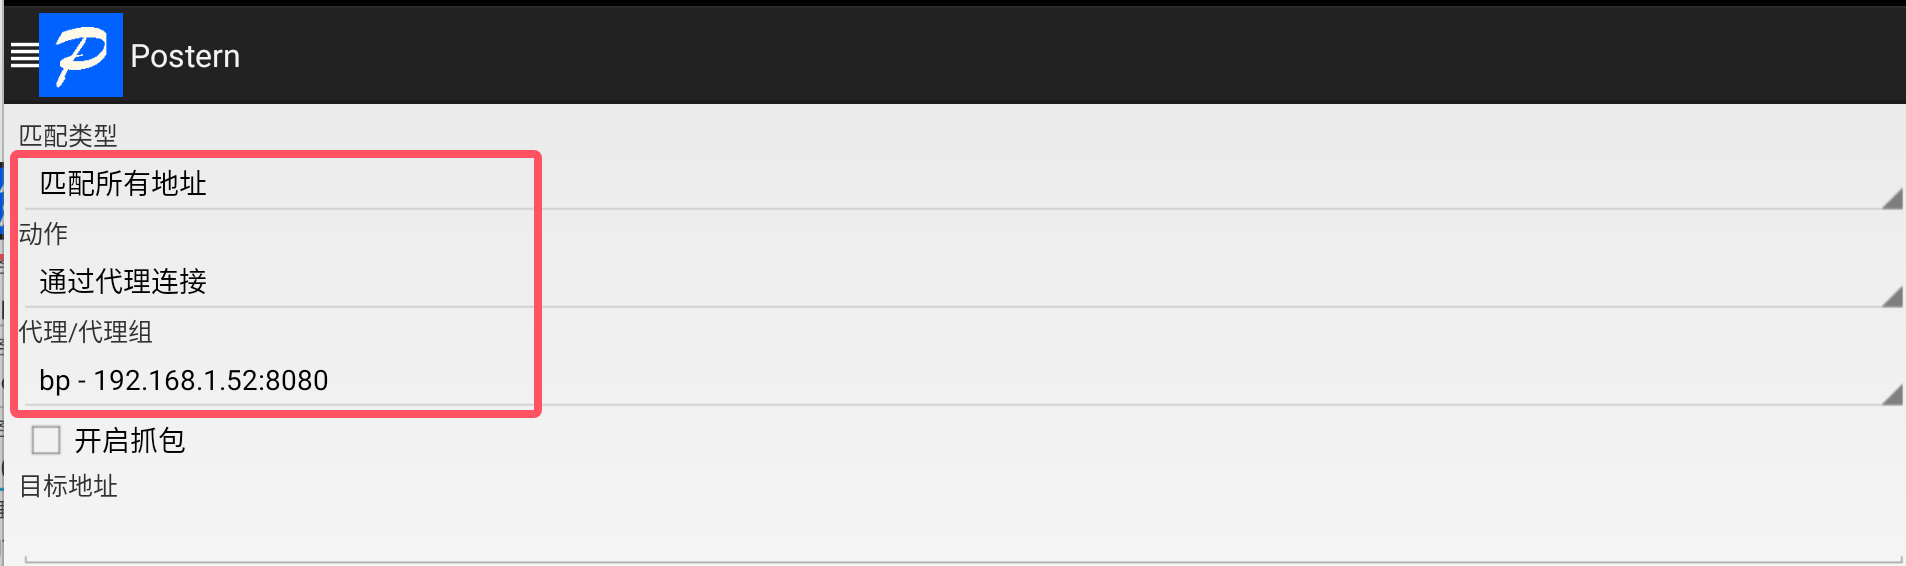 Postern
匹配类型
匹配所有地址
动作
通过代理连接
代理/代理组
bp - 192.168.1.52:8080
开启抓包
目标地址